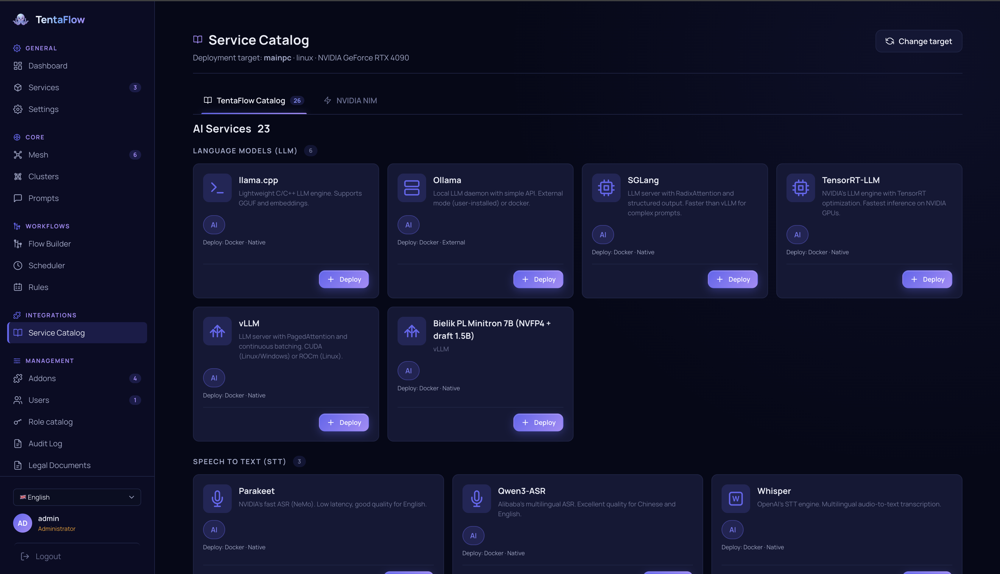 TentaFlow
GENERAL
Dashboard
Services 3
Settings
CORE
Mesh 6
Clusters
Prompts
WORKFLOWS
Flow Builder
Scheduler
Rules
INTEGRATIONS
Service Catalog
MANAGEMENT
Addons 4
Users 1
Role catalog
Audit Log
Legal Documents
English
AD
admin
Administrator
Logout
Service Catalog
Deployment target: mainpc · linux · NVIDIA GeForce RTX 4090
Change target
TentaFlow Catalog 26
NVIDIA NIM
AI Services 23
LANGUAGE MODELS (LLM) 6
llama.cpp
Lightweight C/C++ LLM engine. Supports
GGUF and embeddings.
AI
Deploy: Docker · Native
+ Deploy
Ollama
Local LLM daemon with simple API. External
mode (user-installed) or docker.
AI
Deploy: Docker · External
+ Deploy
SGLang
LLM server with RadixAttention and
structured output. Faster than vLLM for
complex prompts.
AI
Deploy: Docker · Native
+ Deploy
TensorRT-LLM
NVIDIA's LLM engine with TensorRT
optimization. Fastest inference on NVIDIA
GPUs.
AI
Deploy: Docker · Native
+ Deploy
vLLM
LLM server with PagedAttention and
continuous batching. CUDA
(Linux/Windows) or ROCm (Linux).
AI
Deploy: Docker · Native
+ Deploy
Bielik PL Minitron 7B (NVFP4 +
draft 1.5B)
vLLM
AI
Deploy: Docker · Native
+ Deploy
SPEECH TO TEXT (STT) 3
Parakeet
NVIDIA's fast ASR (NeMo). Low latency, good quality for English.
AI
Deploy: Docker · Native
Qwen3-ASR
Alibaba's multilingual ASR. Excellent quality for Chinese and
English.
AI
Deploy: Docker · Native
W
Whisper
OpenAI's STT engine. Multilingual audio-to-text transcription.
AI
Deploy: Docker · Native